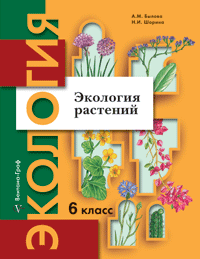 А.М. Былова
Н.И. Шорина
Экология
растений
6 класс
ЭКОЛОГИЯ
Вентана-Граф